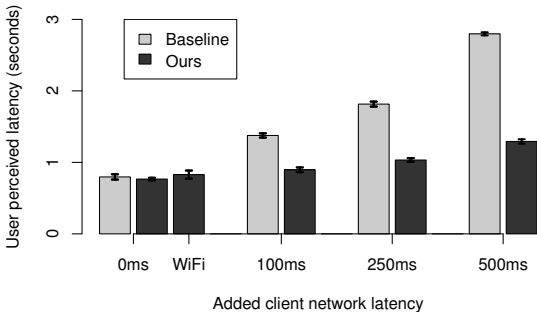 User perceived latency (seconds)
3
2
1
0
Baseline
Ours
0ms WiFi 100ms 250ms 500ms
Added client network latency